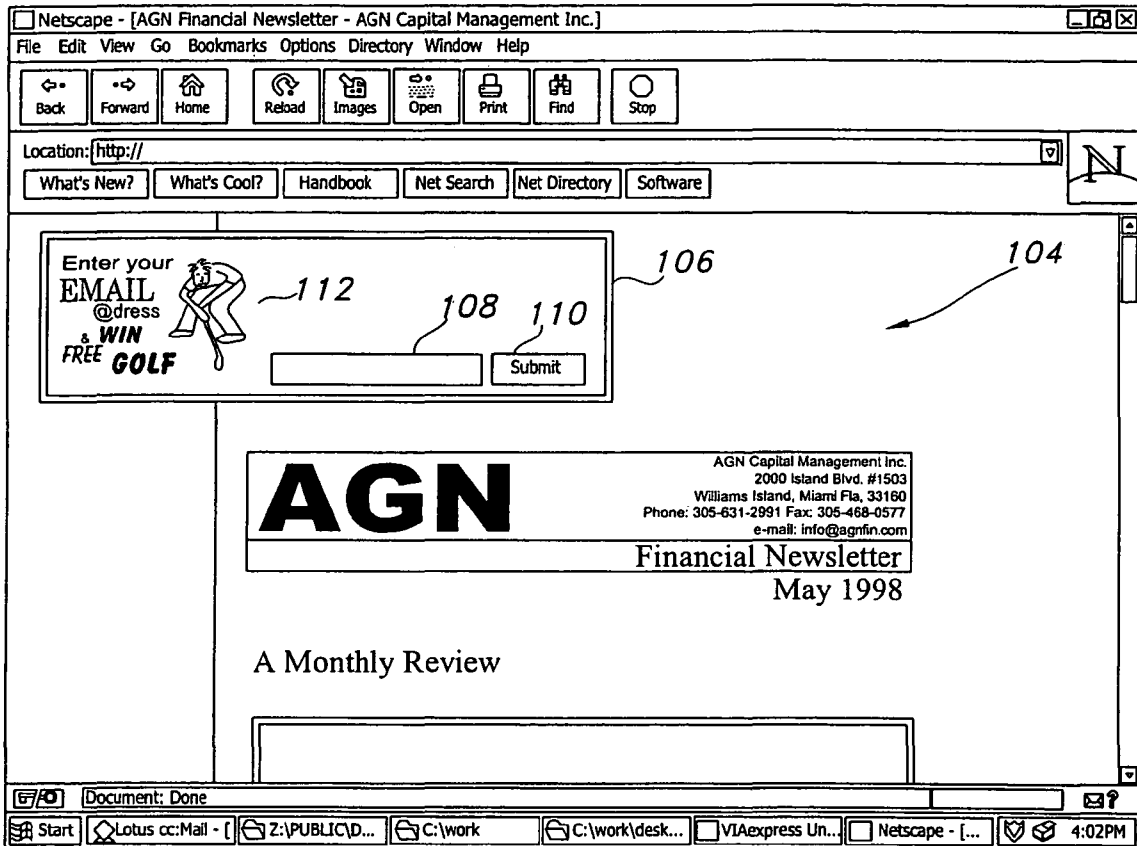 Netscape - [AGN Financial Newsletter - AGN Capital Management Inc.]
File Edit View Go Bookmarks Options Directory Window Help
Back Forward Home Reload Images Open Print Find Stop
Location: http://
N
What's New? What's Cool? Handbook Net Search Net Directory Software
Enter your
EMAIL
@dress
& WIN
FREE GOLF
112
108
110
Submit
106
104
AGN
AGN Capital Management Inc.
2000 Island Blvd. #1503
Williams Island, Miami Fla, 33160
Phone: 305-631-2991 Fax: 305-468-0577
e-mail: info@agnfin.com
Financial Newsletter
May 1998
A Monthly Review
Document: Done
?
Start Lotus cc:Mail - [ Z:\PUBLIC\D... C:\work C:\work\desk... VIAexpress Un... Netscape - [... 4:02PM